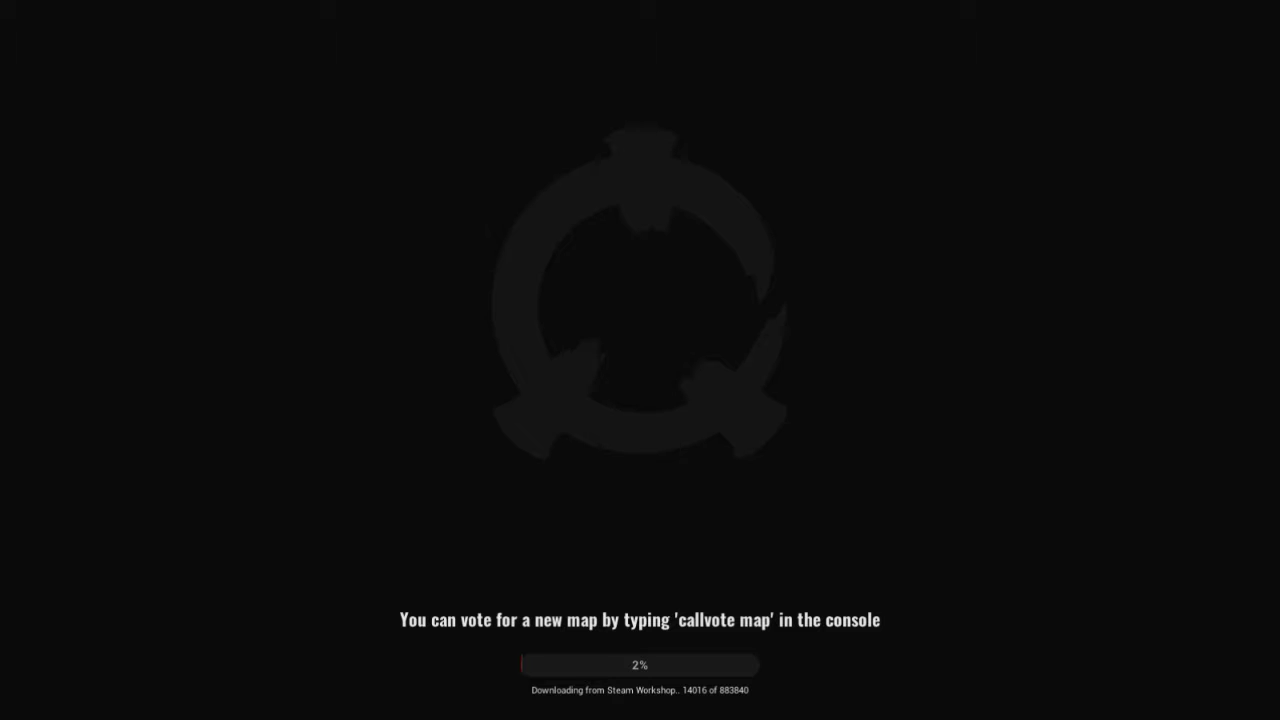 You can vote for a new map by typing 'callvote map' in the console
2%
Downloading from Steam Workshop.. 14016 of 883840